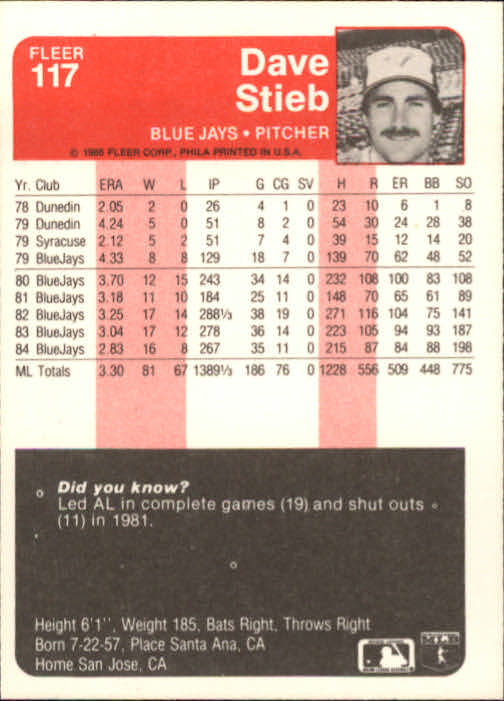 FLEER
117
Dave
Stieb
BLUE JAYS • PITCHER
© 1985 FLEER CORP., PHILA PRINTED IN U.S.A.
Yr. Club ERA W L IP G CG SV H R ER BB SO
78 Dunedin 2.05 2 0 26 4 1 0 23 10 6 1 8
79 Dunedin 4.24 5 0 51 8 2 0 54 30 24 28 38
79 Syracuse 2.12 5 2 51 7 4 0 39 15 12 14 20
79 BlueJays 4.33 8 8 129 18 7 0 139 70 62 48 52
80 BlueJays 3.70 12 15 243 34 14 0 232 108 100 83 108
81 BlueJays 3.18 11 10 184 25 11 0 148 70 65 61 89
82 BlueJays 3.25 17 14 288⅓ 38 19 0 271 116 104 75 141
83 BlueJays 3.04 17 12 278 36 14 0 223 105 94 93 187
84 BlueJays 2.83 16 8 267 35 11 0 215 87 84 88 198
ML Totals 3.30 81 67 1389⅓ 186 76 0 1228 556 509 448 775
Did you know?
Led AL in complete games (19) and shut outs
(11) in 1981.
Height 6'1'', Weight 185, Bats Right, Throws Right
Born 7-22-57, Place Santa Ana, CA
Home San Jose, CA